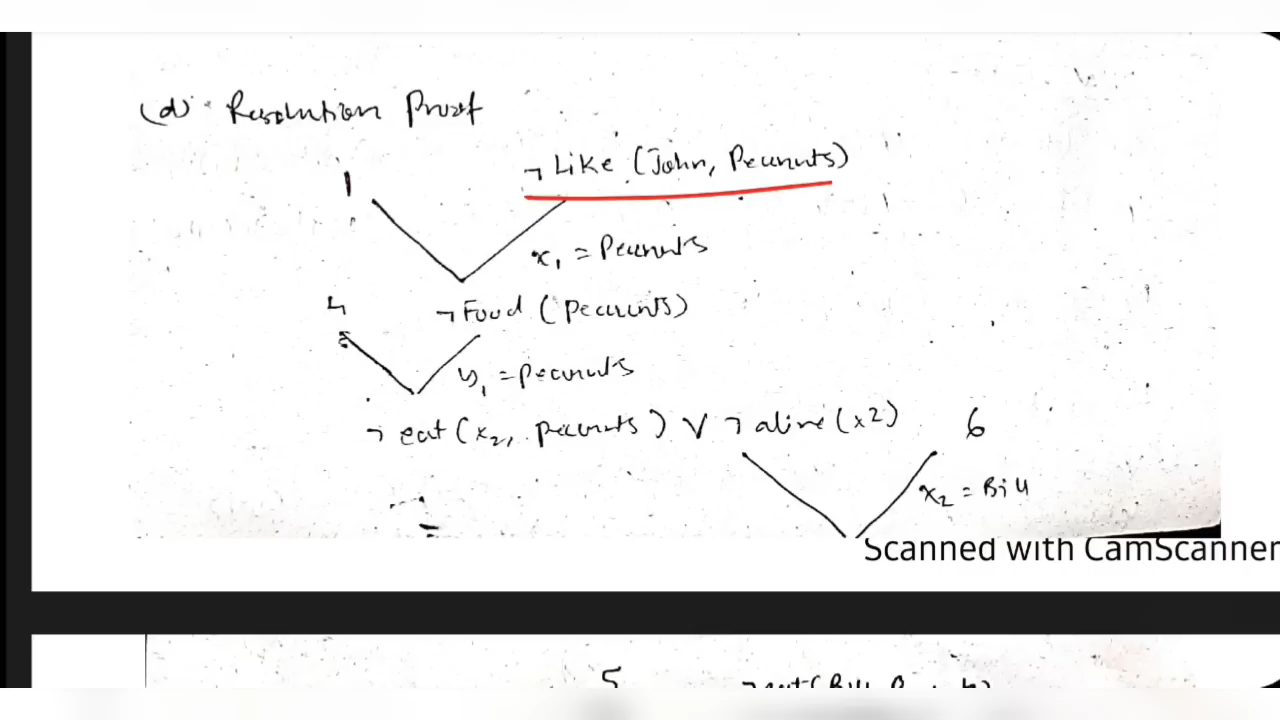 (d) Resolution Proof
¬ Like (John, Peanuts)
1
x₁ = Peanuts
4
¬ Food (Peanuts)
y₁ = peanuts
¬ eat (x₂, peanuts) V ¬ alive (x2)
6
x₂ = Bill
Scanned with CamScanner
5